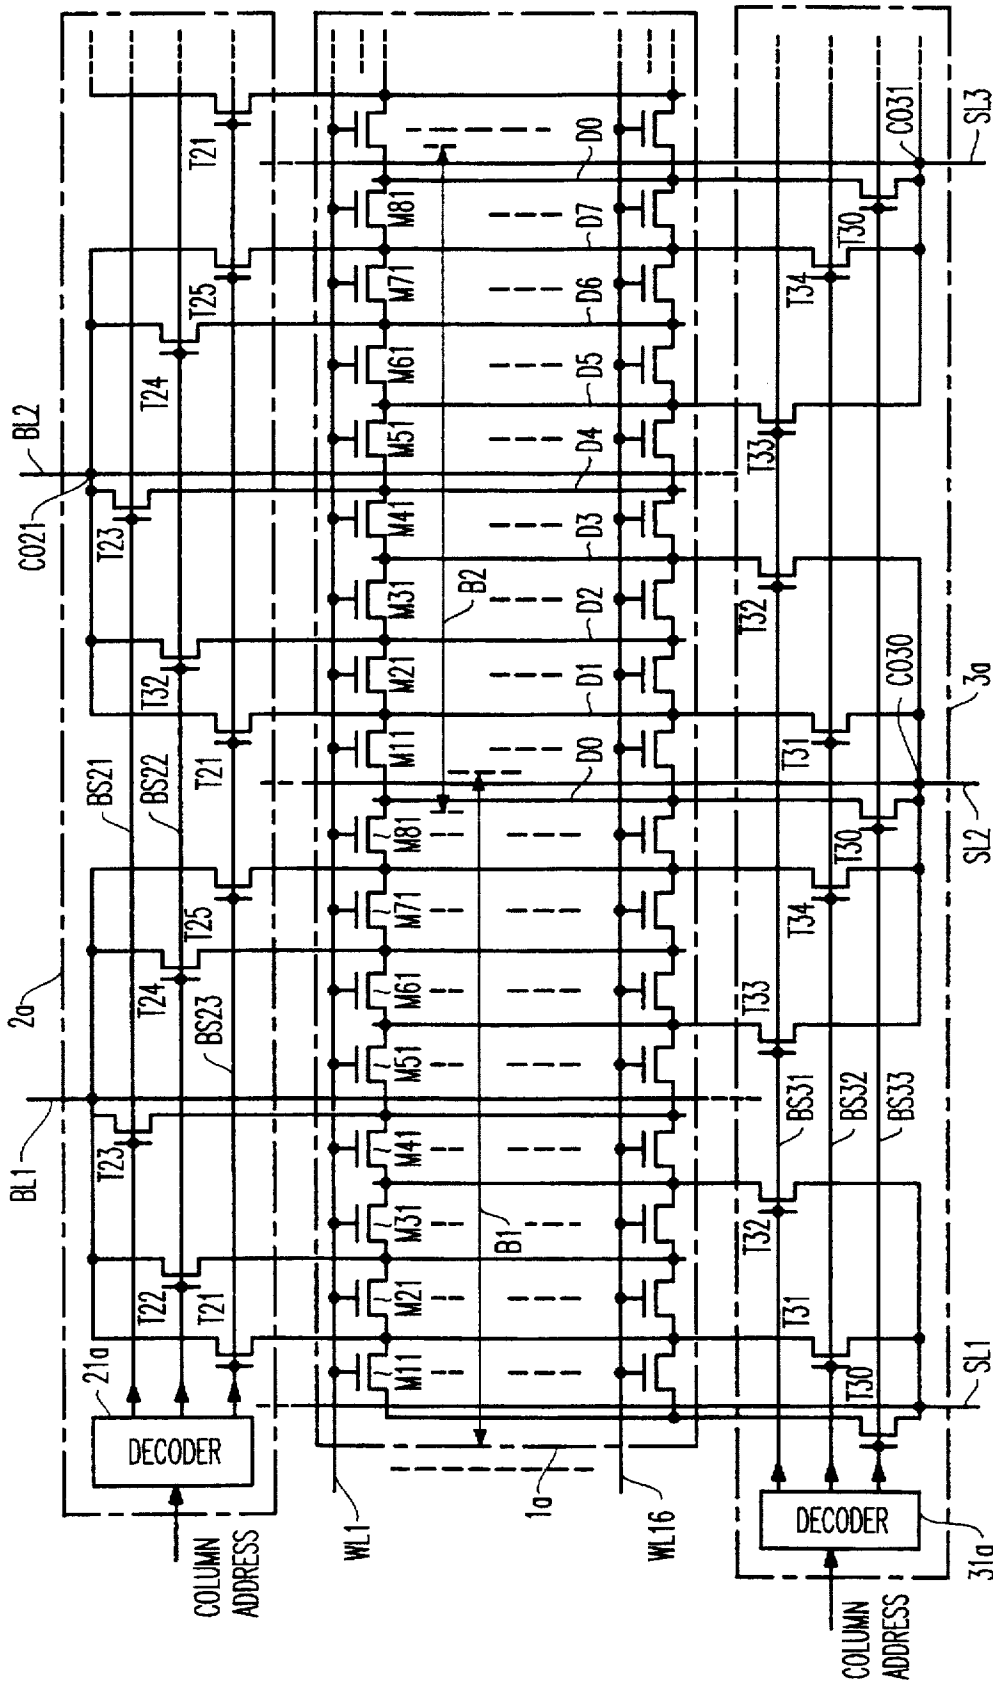 2a
BL1
CO21
BL2
COLUMN
ADDRESS
DECODER
21a
T21
T22
T23
T24
T25
T21
T32
T23
T24
T25
T21
BS21
BS22
BS23
WL1
M11
M21
M31
M41
M51
M61
M71
M81
M11
M21
M31
M41
M51
M61
M71
M81
B1
B2
1a
D0
D1
D2
D3
D4
D5
D6
D7
D0
WL16
COLUMN
ADDRESS
DECODER
31a
T30
T31
T32
T33
T34
T30
T31
T32
T33
T34
T30
BS31
BS32
BS33
SL1
SL2
CO30
3a
CO31
SL3